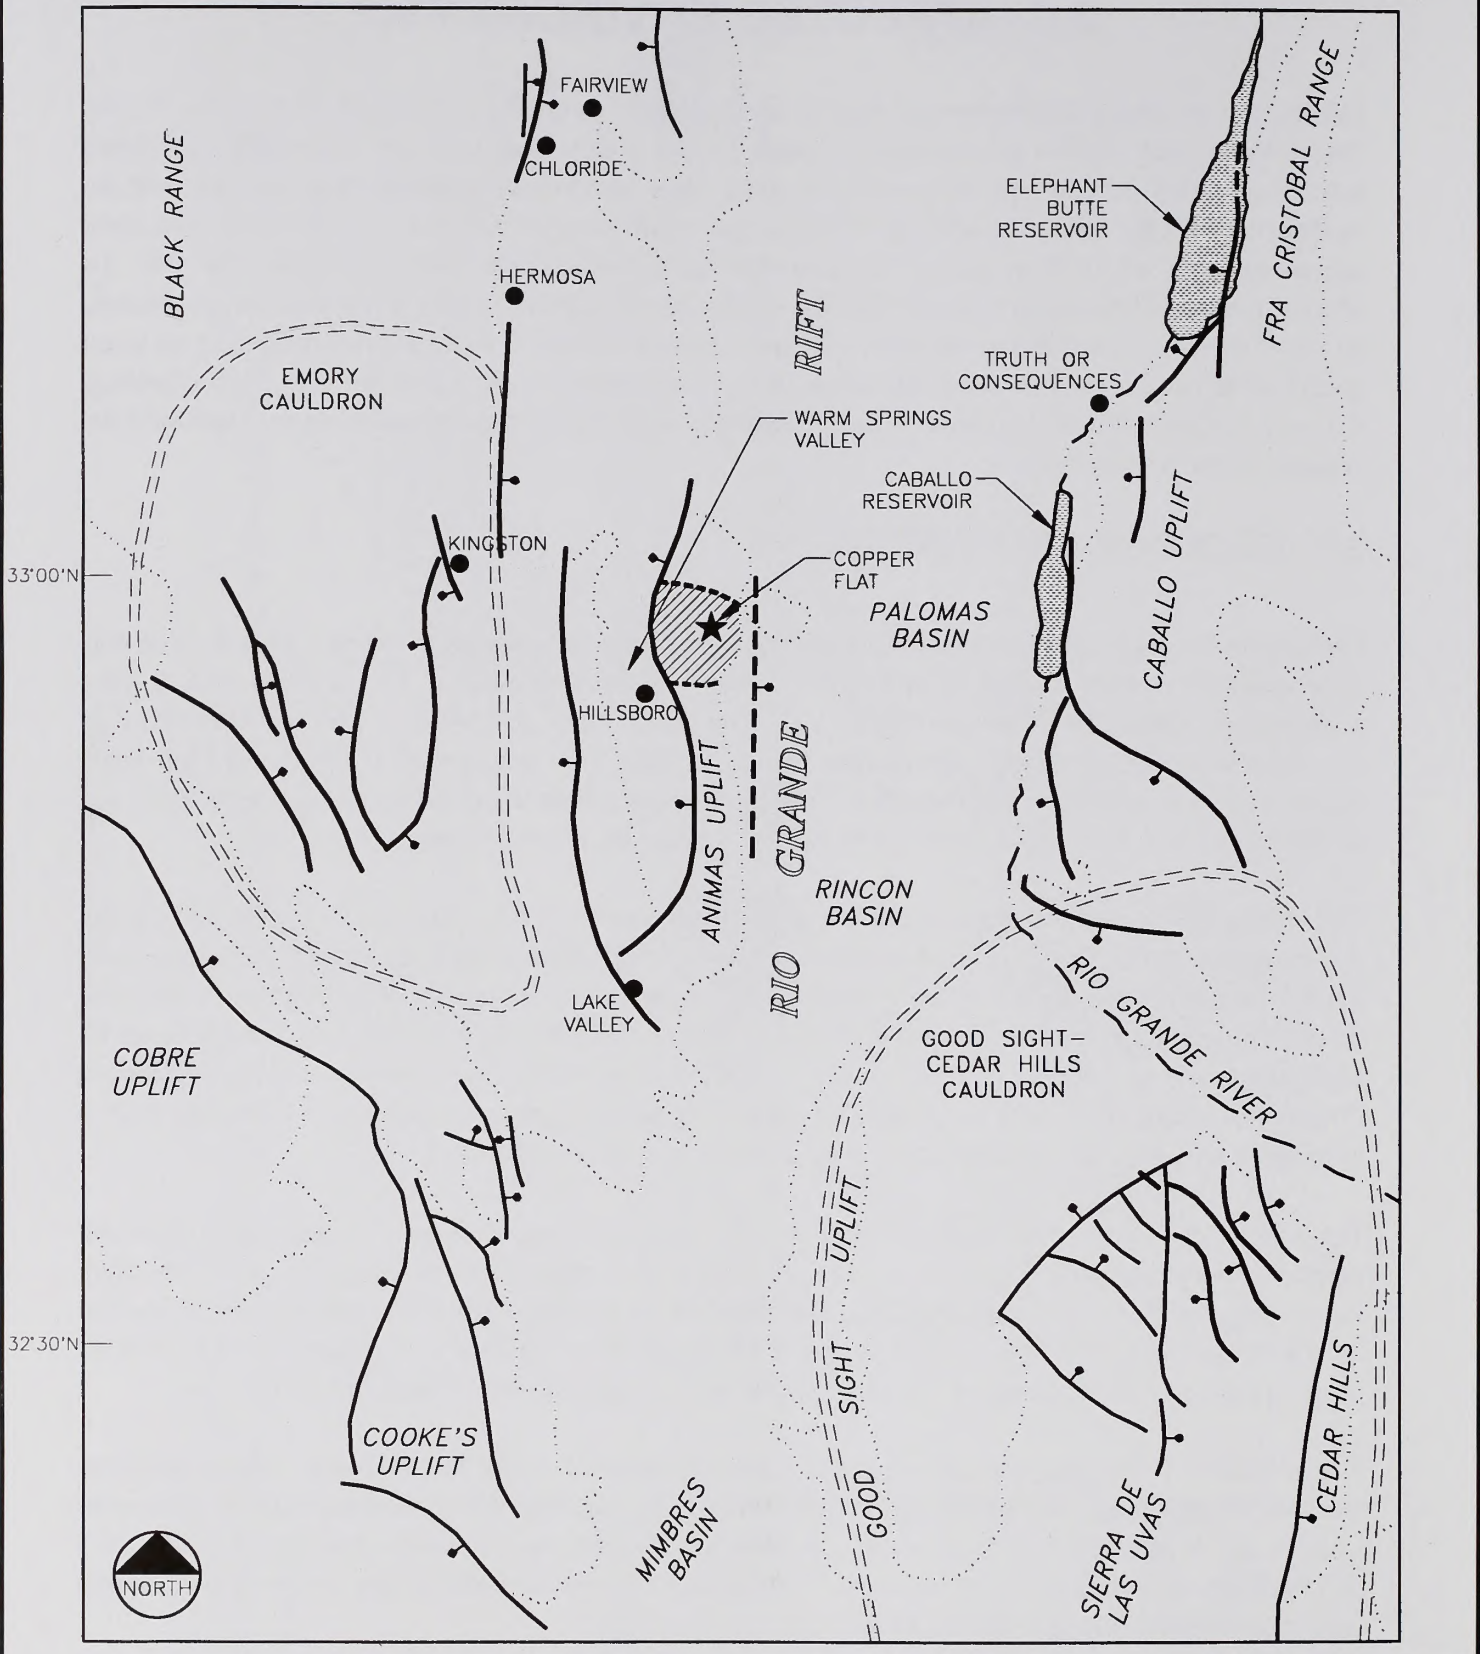 FAIRVIEW
CHLORIDE
BLACK RANGE
ELEPHANT
BUTTE
RESERVOIR
FRA CRISTOBAL RANGE
HERMOSA
RIFT
EMORY
CAULDRON
TRUTH OR
CONSEQUENCES
WARM SPRINGS
VALLEY
CABALLO
RESERVOIR
CABALLO UPLIFT
KINGSTON
COPPER
FLAT
33°00'N
PALOMAS
BASIN
HILLSBORO
ANIMAS UPLIFT
GRANDE
RINCON
BASIN
RIO
LAKE
VALLEY
RIO GRANDE RIVER
COBRE
UPLIFT
GOOD SIGHT-
CEDAR HILLS
CAULDRON
GOOD SIGHT UPLIFT
32°30'N
COOKE'S
UPLIFT
CEDAR HILLS
MIMBRES
BASIN
SIERRA DE
LAS UVAS
NORTH